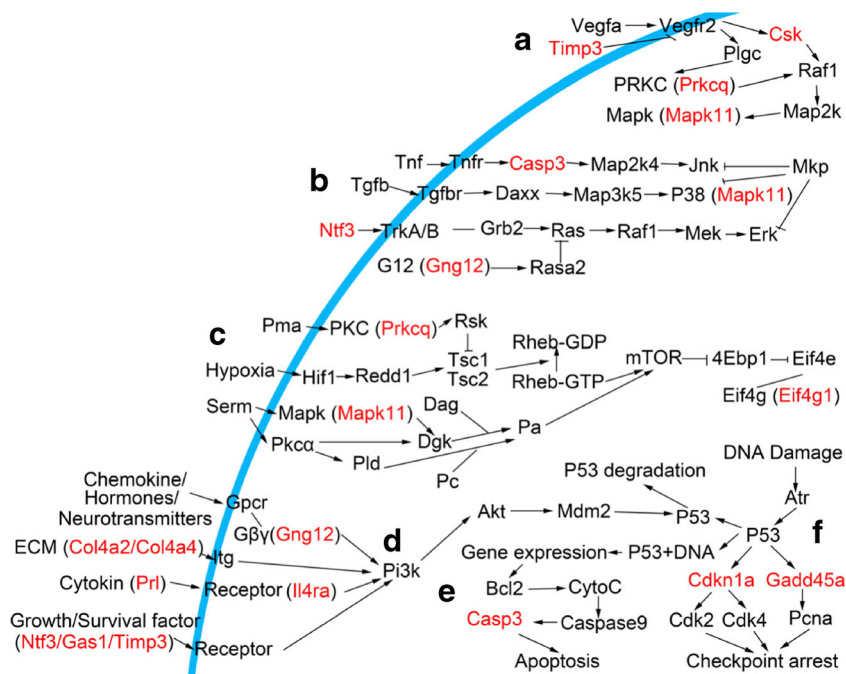 a
Vegfa Vegfr2
Timp3 Csk
Plgc
PRKC (Prkcq) Raf1
Mapk (Mapk11) Map2k
b
Tnf Tnfr Casp3 Map2k4 Jnk Mkp
Tgfb Tgfbr Daxx Map3k5 P38 (Mapk11)
Ntf3 TrkA/B Grb2 Ras Raf1 Mek Erk
G12 (Gng12) Rasa2
c
Pma PKC (Prkcq) Rsk
Rheb-GDP
Hypoxia Hif1 Redd1 Tsc1 mTOR 4Ebp1 Eif4e
Tsc2 Rheb-GTP
Eif4g (Eif4g1)
Serm Mapk (Mapk11) Dag
Pkcα Dgk Pa
Pld
Pc
d
Chemokine/
Hormones/ Gpcr
Neurotransmitters
Gβγ(Gng12)
ECM (Col4a2/Col4a4) Itg
Pi3k
Cytokin (Prl) Receptor (Il4ra)
Growth/Survival factor
(Ntf3/Gas1/Timp3) Receptor
Akt Mdm2 P53
P53 degradation
e
Gene expression P53+DNA
Bcl2 CytoC
Casp3 Caspase9
Apoptosis
f
DNA Damage
Atr
P53
Cdkn1a Gadd45a
Cdk2 Cdk4 Pcna
Checkpoint arrest